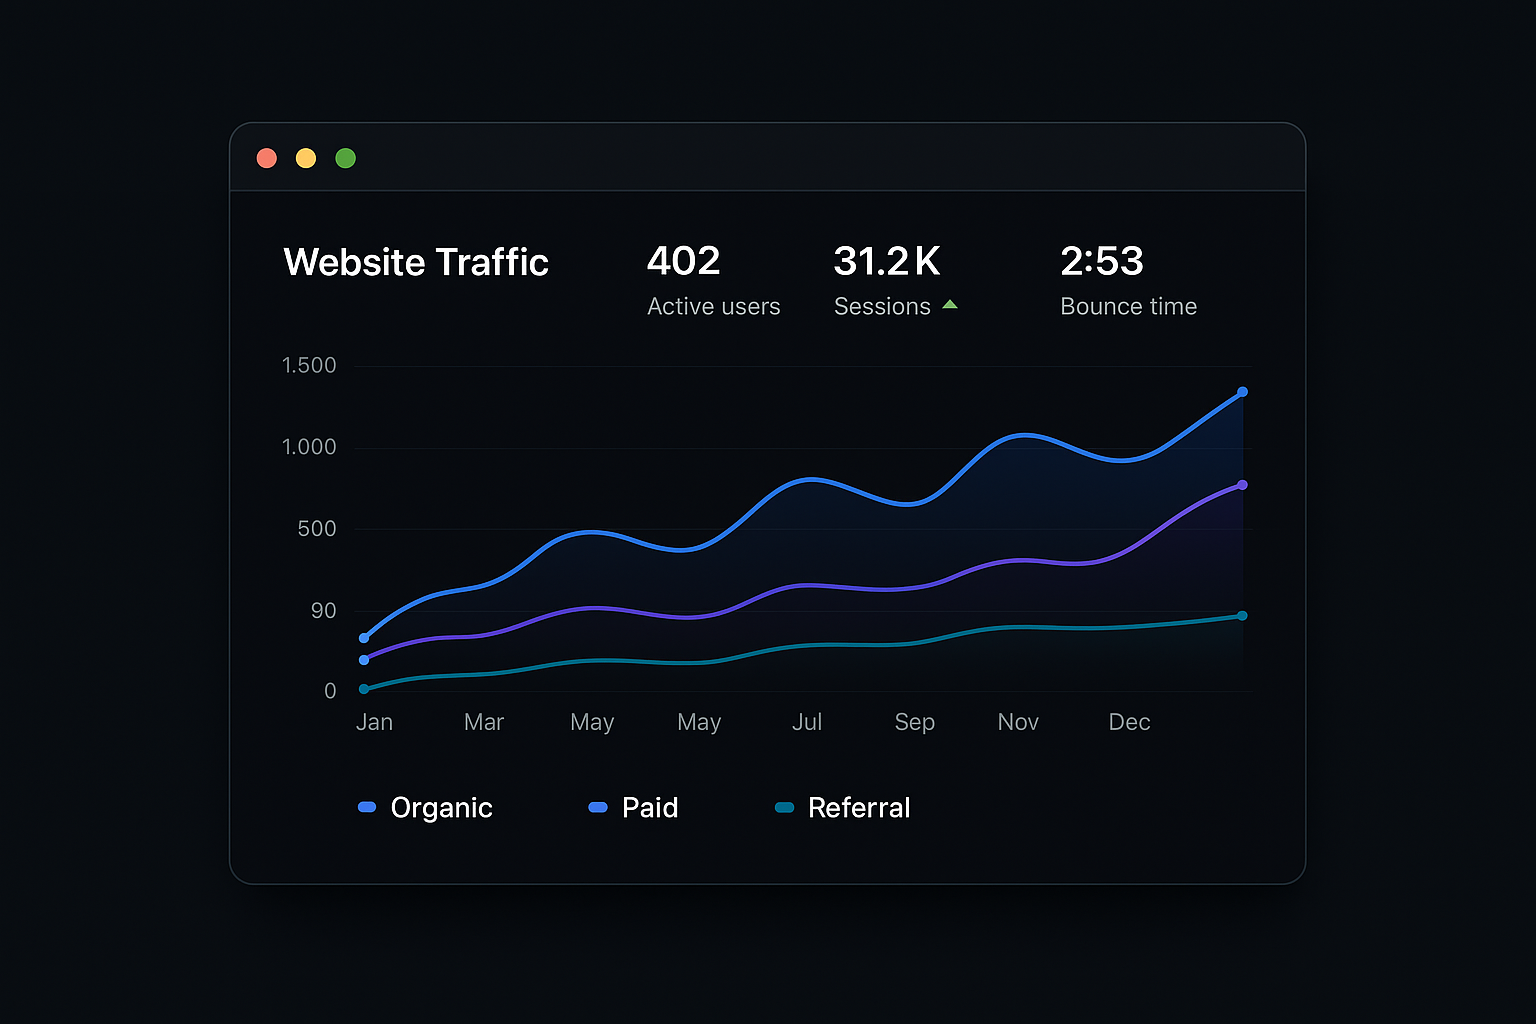 Website Traffic
402
Active users
31.2K
Sessions
2:53
Bounce time
1.500
1.000
500
90
0
Jan Mar May May Jul Sep Nov Dec
Organic Paid Referral